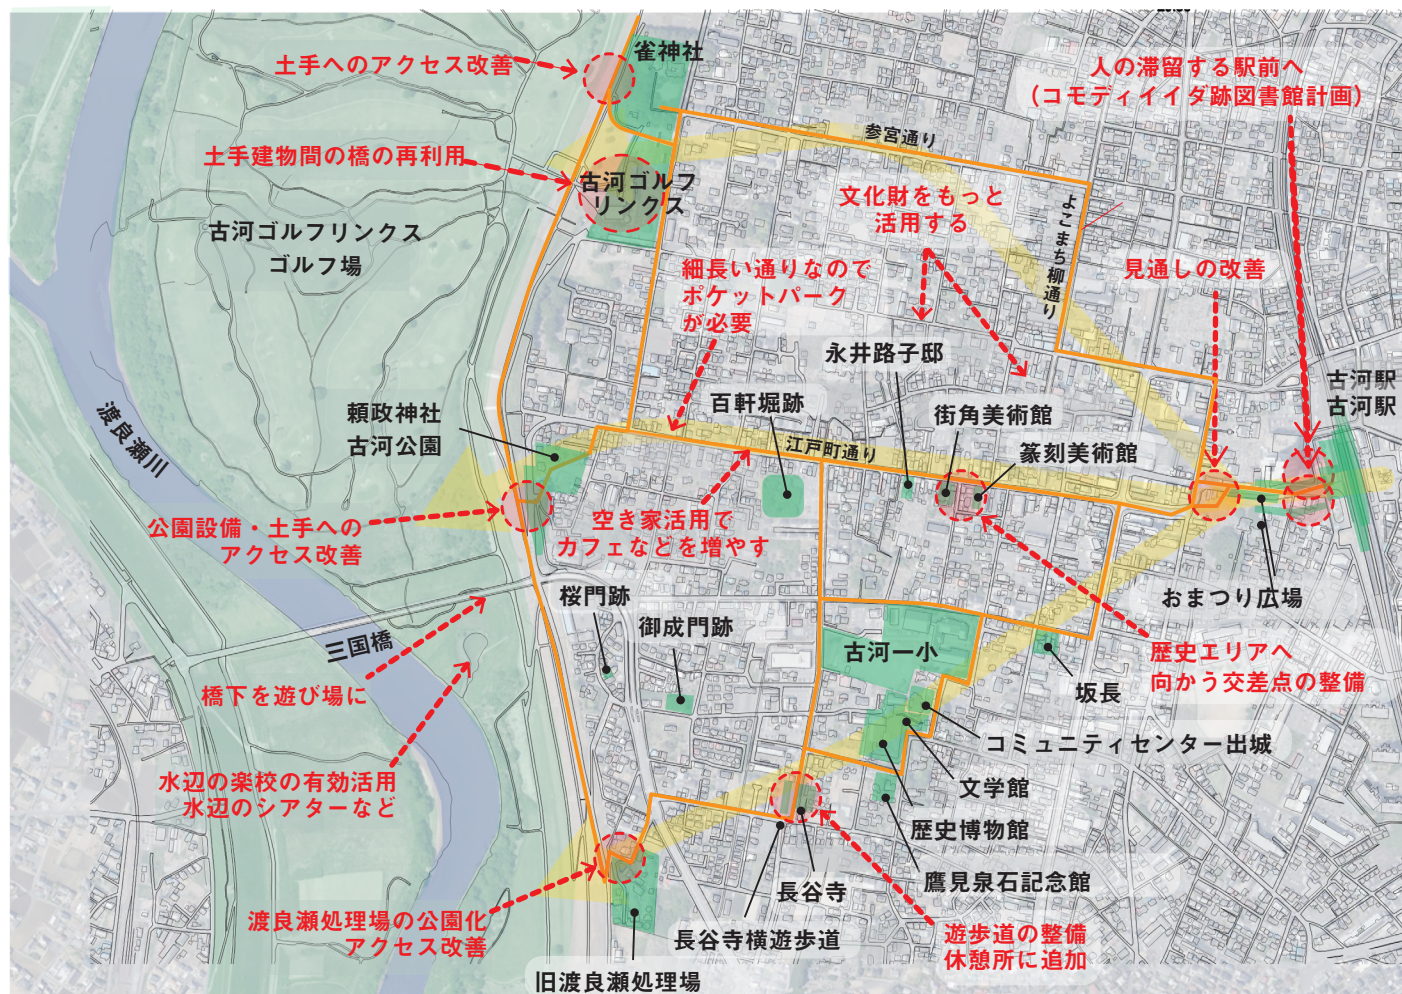 雀神社
土手へのアクセス改善
人の滞留する駅前へ
（コモディイイダ跡図書館計画）
参宮通り
土手建物間の橋の再利用
古河ゴルフ
リンクス
文化財をもっと
活用する
よこまち柳通り
古河ゴルフリンクス
ゴルフ場
細長い通りなので
ポケットパーク
が必要
見通しの改善
永井路子邸
古河駅
古河駅
百軒堀跡
街角美術館
頼政神社
古河公園
渡良瀬川
江戸町通り
篆刻美術館
公園設備・土手への
アクセス改善
空き家活用で
カフェなどを増やす
桜門跡
おまつり広場
御成門跡
三国橋
古河一小
歴史エリアへ
向かう交差点の整備
橋下を遊び場に
坂長
コミュニティセンター出城
水辺の楽校の有効活用
水辺のシアターなど
文学館
歴史博物館
鷹見泉石記念館
長谷寺
渡良瀬処理場の公園化
アクセス改善
長谷寺横遊歩道
遊歩道の整備
休憩所に追加
旧渡良瀬処理場